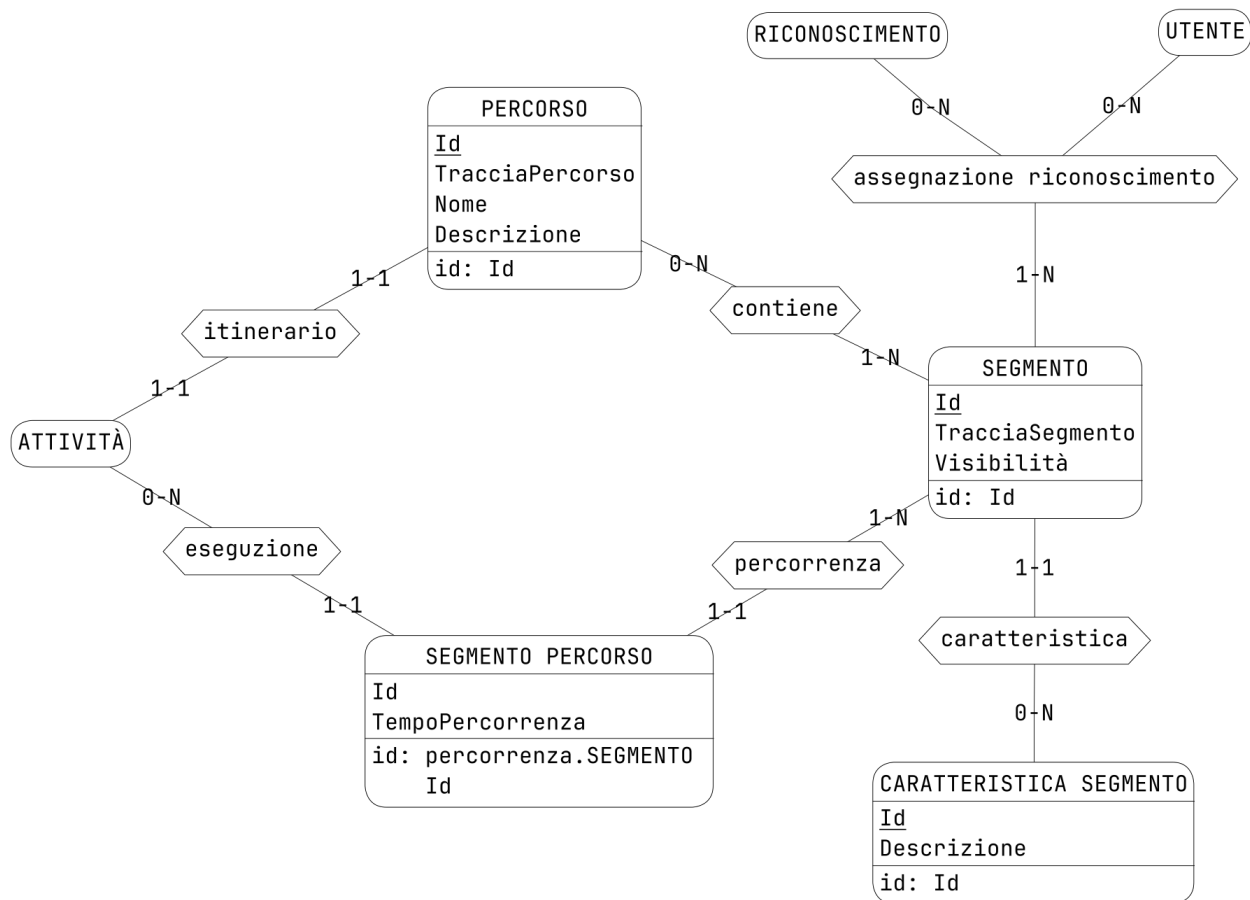 RICONOSCIMENTO
UTENTE
0-N
0-N
assegnazione riconoscimento
PERCORSO
Id
TracciaPercorso
Nome
Descrizione
id: Id
1-1
0-N
1-N
itinerario
contiene
1-1
1-N
SEGMENTO
Id
TracciaSegmento
Visibilità
id: Id
ATTIVITÀ
0-N
1-N
eseguzione
percorrenza
1-1
1-1
1-1
SEGMENTO PERCORSO
Id
TempoPercorrenza
id: percorrenza.SEGMENTO
Id
caratteristica
0-N
CARATTERISTICA SEGMENTO
Id
Descrizione
id: Id